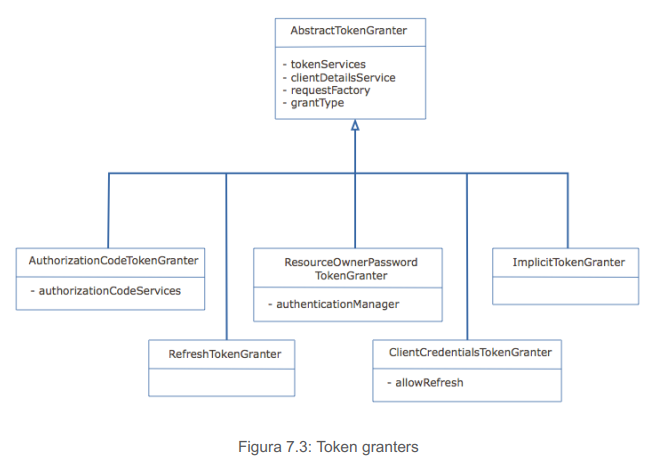 AbstractTokenGranter
- tokenServices
- clientDetailsService
- requestFactory
- grantType
AuthorizationCodeTokenGranter
- authorizationCodeServices
ResourceOwnerPassword
TokenGranter
- authenticationManager
ImplicitTokenGranter
RefreshTokenGranter
ClientCredentialsTokenGranter
- allowRefresh
Figura 7.3: Token granters